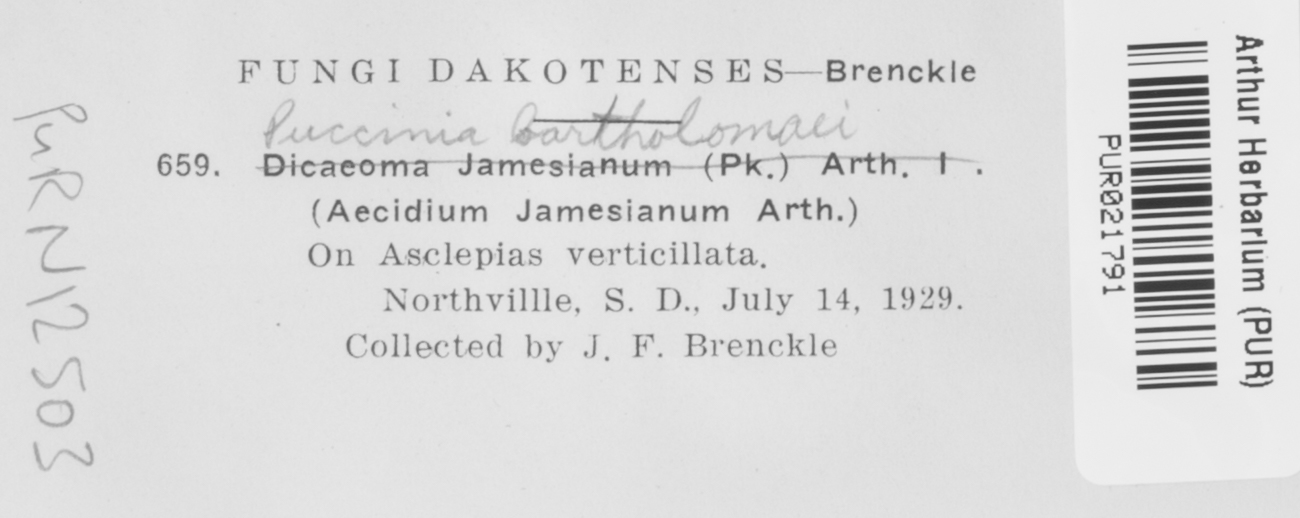 FUNGI DAKOTENSES—Brenckle
Puccinia bartholomaei
659. Dicaeoma Jamesianum (Pk.) Arth. I .
(Aecidium Jamesianum Arth.)
On Asclepias verticillata.
Northvillle, S. D., July 14, 1929.
Collected by J. F. Brenckle
PURN12503
PUR021791
Arthur Herbarium (PUR)